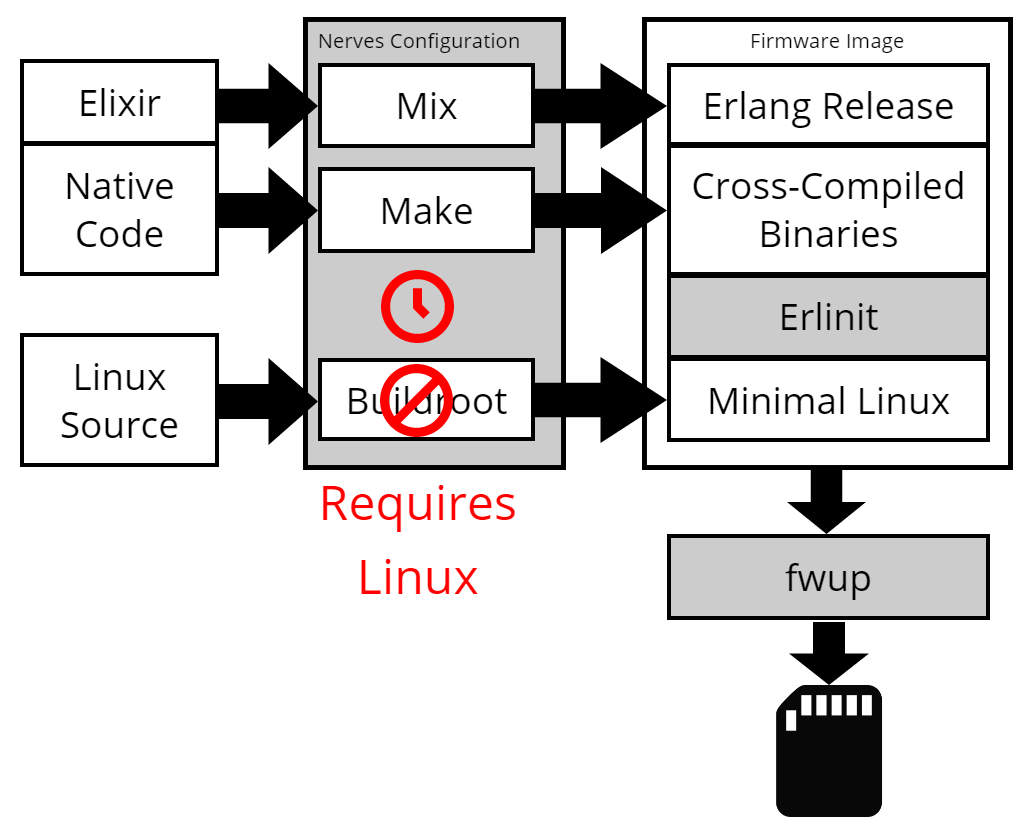 Nerves Configuration
Firmware Image
Elixir
Mix
Erlang Release
Native
Code
Make
Cross-Compiled
Binaries
Erlinit
Linux
Source
Buildroot
Minimal Linux
Requires
Linux
fwup